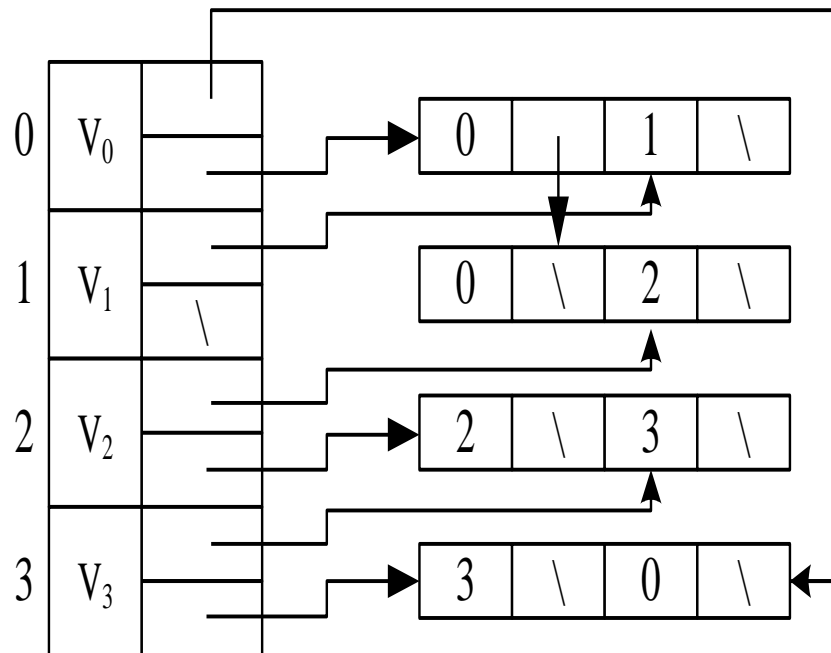 0 V₀ 0 1 \
1 V₁ \ 0 \ 2 \
2 V₂ 2 \ 3 \
3 V₃ 3 \ 0 \